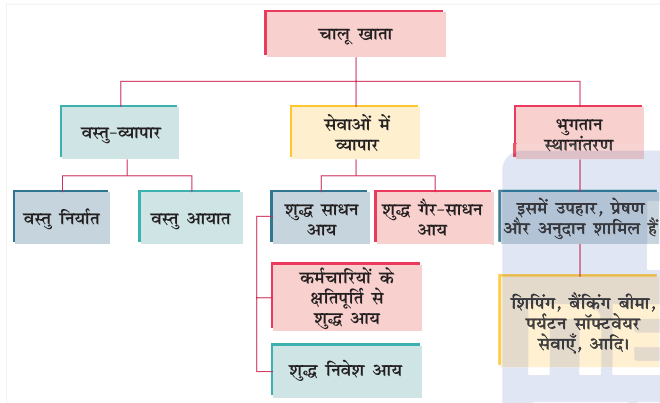 चालू खाता
वस्तु-व्यापार
सेवाओं में
व्यापार
भुगतान
स्थानांतरण
वस्तु निर्यात
वस्तु आयात
शुद्ध साधन
आय
शुद्ध गैर-साधन
आय
इसमें उपहार, प्रेषण
और अनुदान शामिल हैं
कर्मचारियों के
क्षतिपूर्ति से
शुद्ध आय
शुद्ध निवेश आय
शिपिंग, बैंकिंग बीमा,
पर्यटन सॉफ्टवेयर
सेवाएँ, आदि।